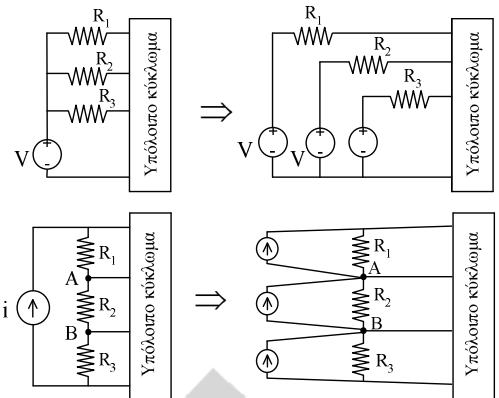 R1
R2
R3
V
+
-
Υπόλοιπο κύκλωμα
⇒
R1
R2
R3
V
+
-
V
+
-
+
-
Υπόλοιπο κύκλωμα
i
A
B
R1
R2
R3
Υπόλοιπο κύκλωμα
⇒
R1
A
R2
B
R3
Υπόλοιπο κύκλωμα